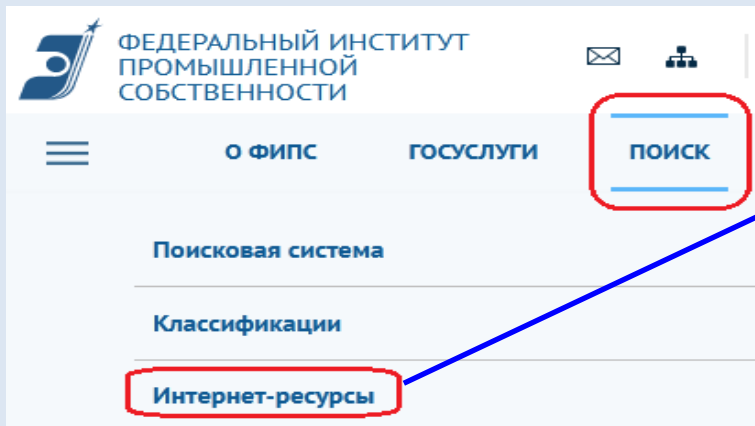 ФЕДЕРАЛЬНЫЙ ИНСТИТУТ
ПРОМЫШЛЕННОЙ
СОБСТВЕННОСТИ
О ФИПС ГОСУСЛУГИ ПОИСК
Поисковая система
Классификации
Интернет-ресурсы